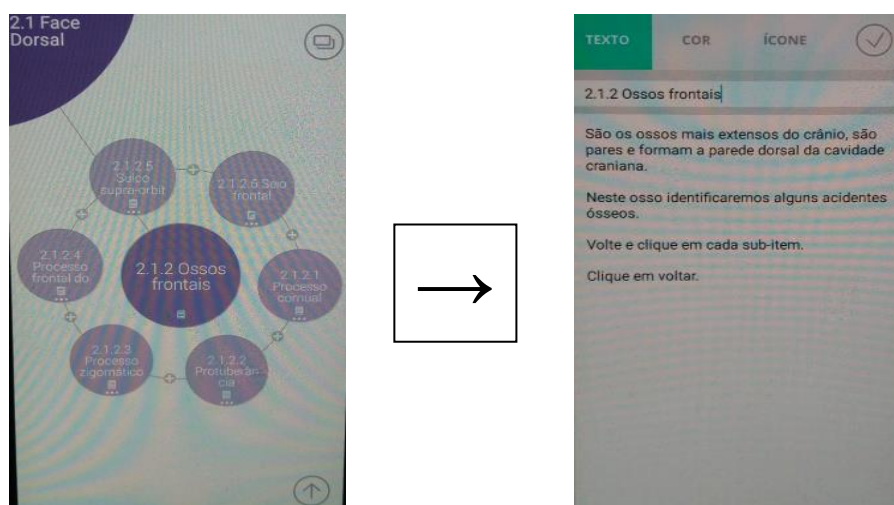 2.1 Face
Dorsal
2.1.2.5
Sulco
supra-orbit
2.1.2.6 Seio
frontal
2.1.2.4
Processo
frontal do
2.1.2 Ossos
frontais
2.1.2.1
Processo
cornual
2.1.2.3
Processo
zigomático
2.1.2.2
Protuberân-
cia
→
TEXTO COR ÍCONE
2.1.2 Ossos frontais
São os ossos mais extensos do crânio, são
pares e formam a parede dorsal da cavidade
craniana.
Neste osso identificaremos alguns acidentes
ósseos.
Volte e clique em cada sub-item.
Clique em voltar.